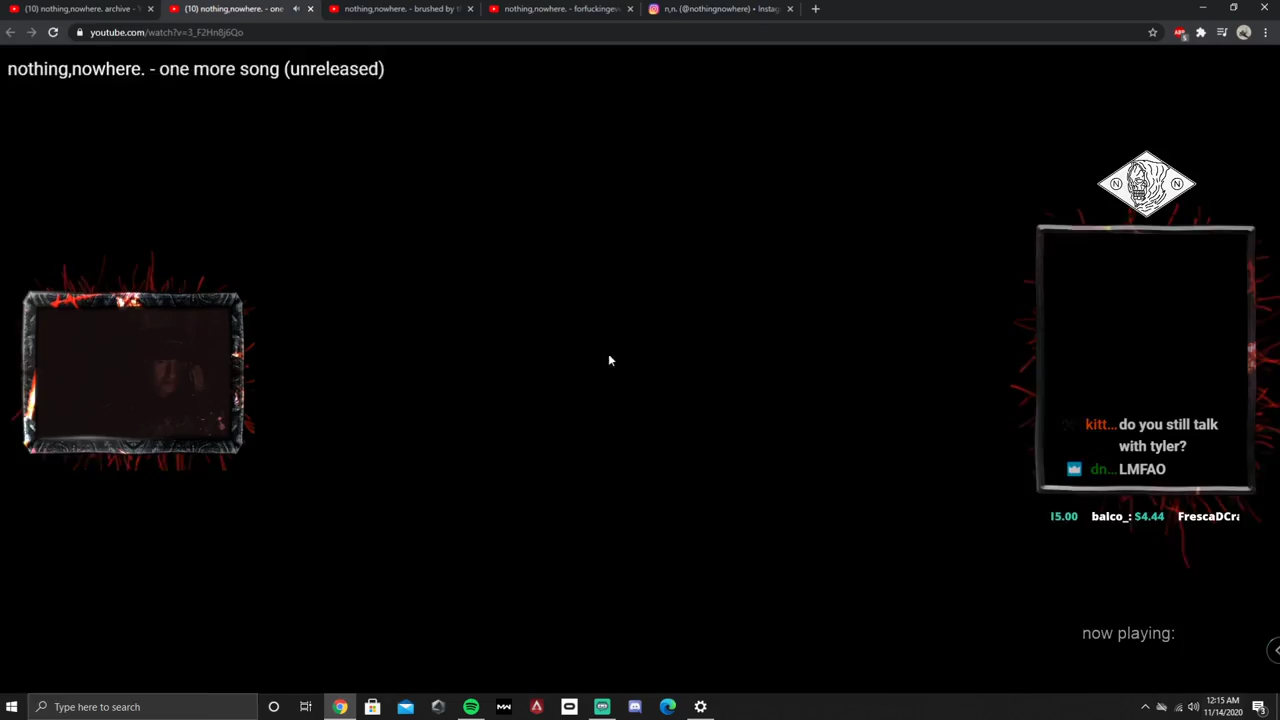 (10) nothing,nowhere. archive -
(10) nothing,nowhere. - one
nothing,nowhere. - brushed by t
nothing,nowhere. - forfuckingev
n,n. (@nothingnowhere) • Instag
youtube.com/watch?v=3_F2Hn8j6Qo
nothing,nowhere. - one more song (unreleased)
N N
kitt... do you still talk
with tyler?
dn... LMFAO
15.00 balco_: $4.44 FrescaDCra
now playing:
Type here to search
12:15 AM
11/14/2020